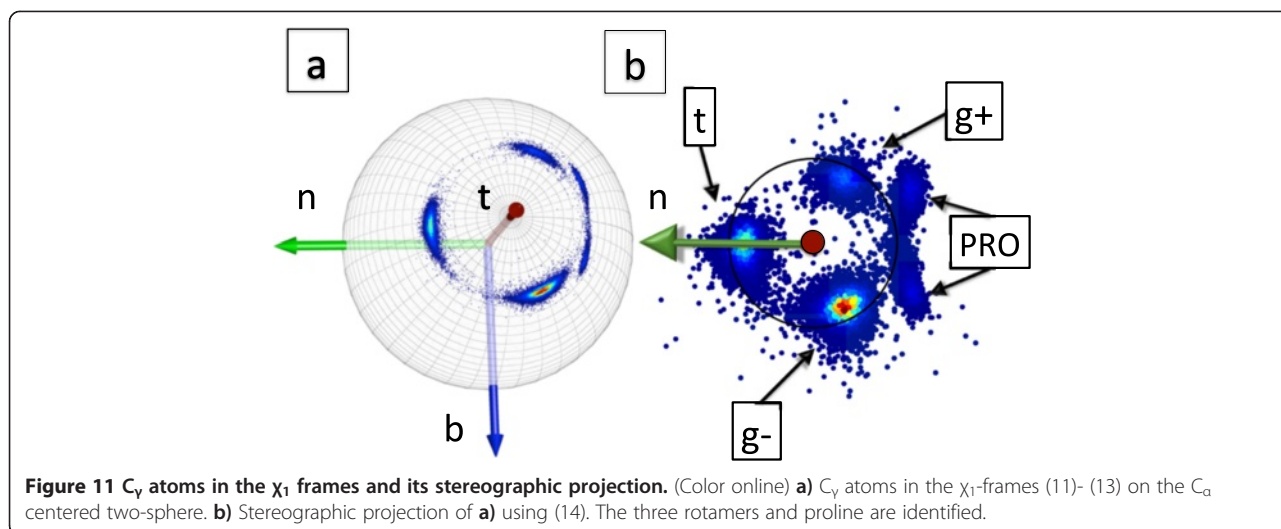 a
n
t
b
b
t
n
g+
PRO
g-
Figure 11 Cγ atoms in the χ1 frames and its stereographic projection. (Color online) a) Cγ atoms in the χ1-frames (11)- (13) on the Cα
centered two-sphere. b) Stereographic projection of a) using (14). The three rotamers and proline are identified.